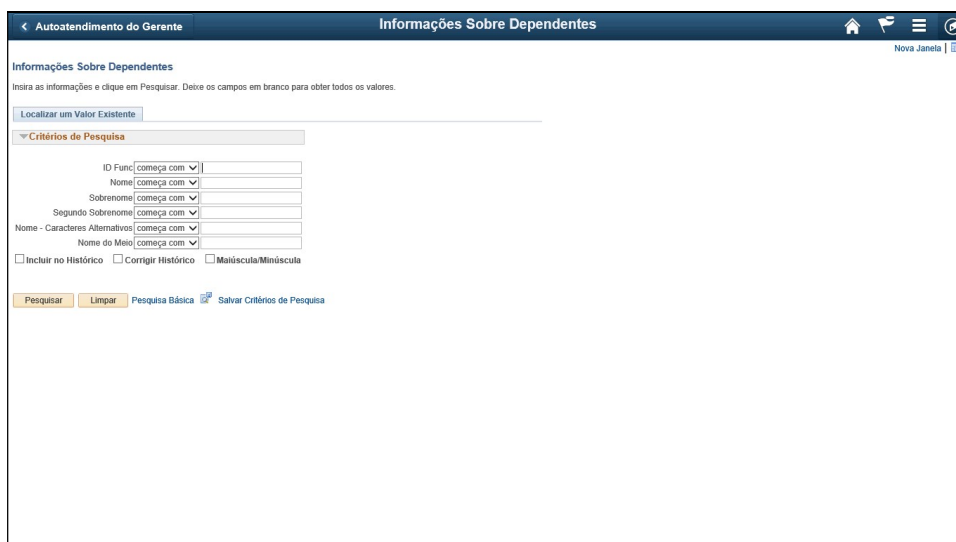 Autoatendimento do Gerente Informações Sobre Dependentes
Nova Janela |
Informações Sobre Dependentes
Insira as informações e clique em Pesquisar. Deixe os campos em branco para obter todos os valores.
Localizar um Valor Existente
Critérios de Pesquisa
ID Func começa com
Nome começa com
Sobrenome começa com
Segundo Sobrenome começa com
Nome - Caracteres Alternativos começa com
Nome do Meio começa com
Incluir no Histórico Corrigir Histórico Maiúscula/Minúscula
Pesquisar Limpar Pesquisa Básica Salvar Critérios de Pesquisa